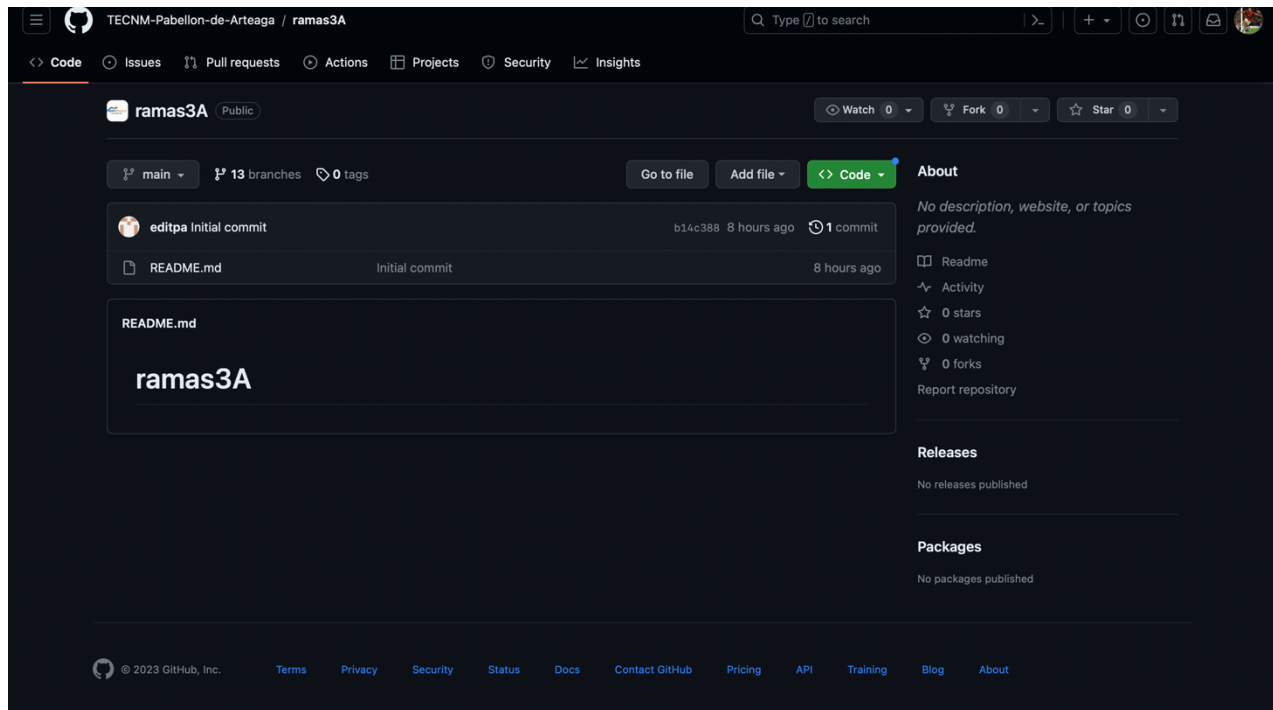 TECNM-Pabellon-de-Arteaga / ramas3A
Type / to search
Code Issues Pull requests Actions Projects Security Insights
ramas3A Public
Watch 0 Fork 0 Star 0
main 13 branches 0 tags
Go to file Add file Code
editpa Initial commit b14c388 8 hours ago 1 commit
README.md Initial commit 8 hours ago
README.md
ramas3A
About
No description, website, or topics
provided.
Readme
Activity
0 stars
0 watching
0 forks
Report repository
Releases
No releases published
Packages
No packages published
© 2023 GitHub, Inc. Terms Privacy Security Status Docs Contact GitHub Pricing API Training Blog About